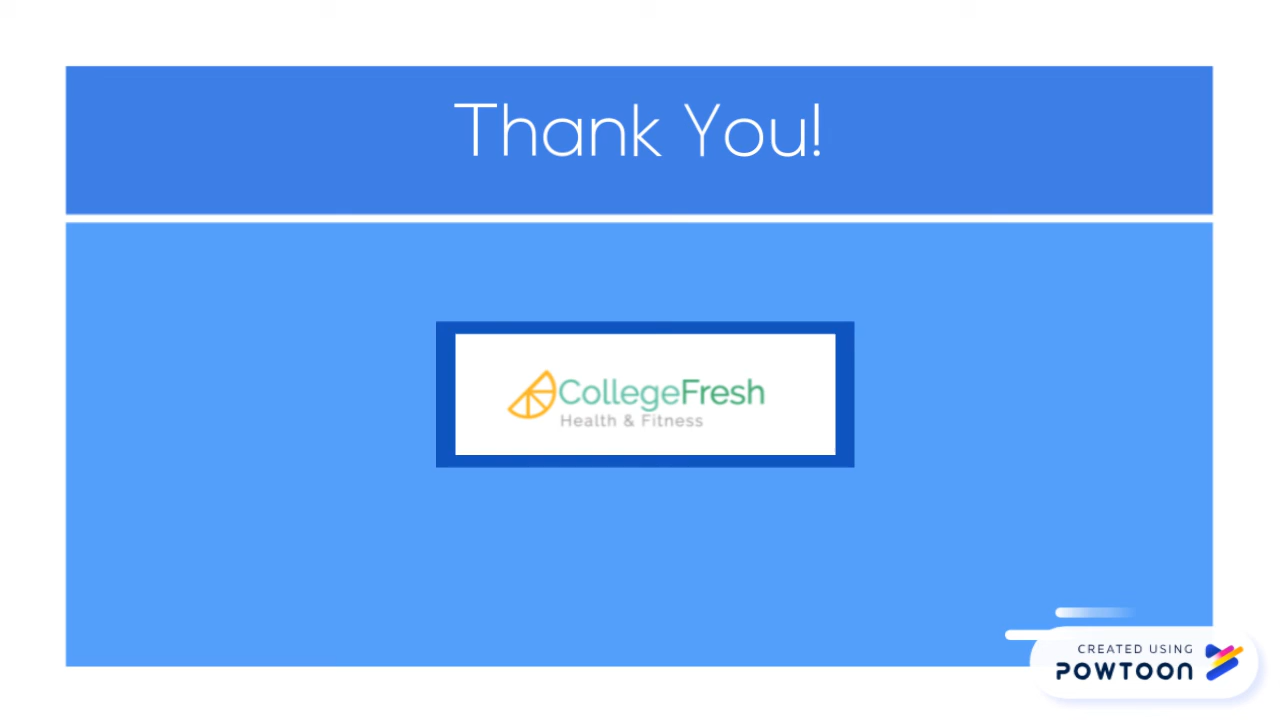 Thank You!
CollegeFresh
Health & Fitness
CREATED USING
POWTOON